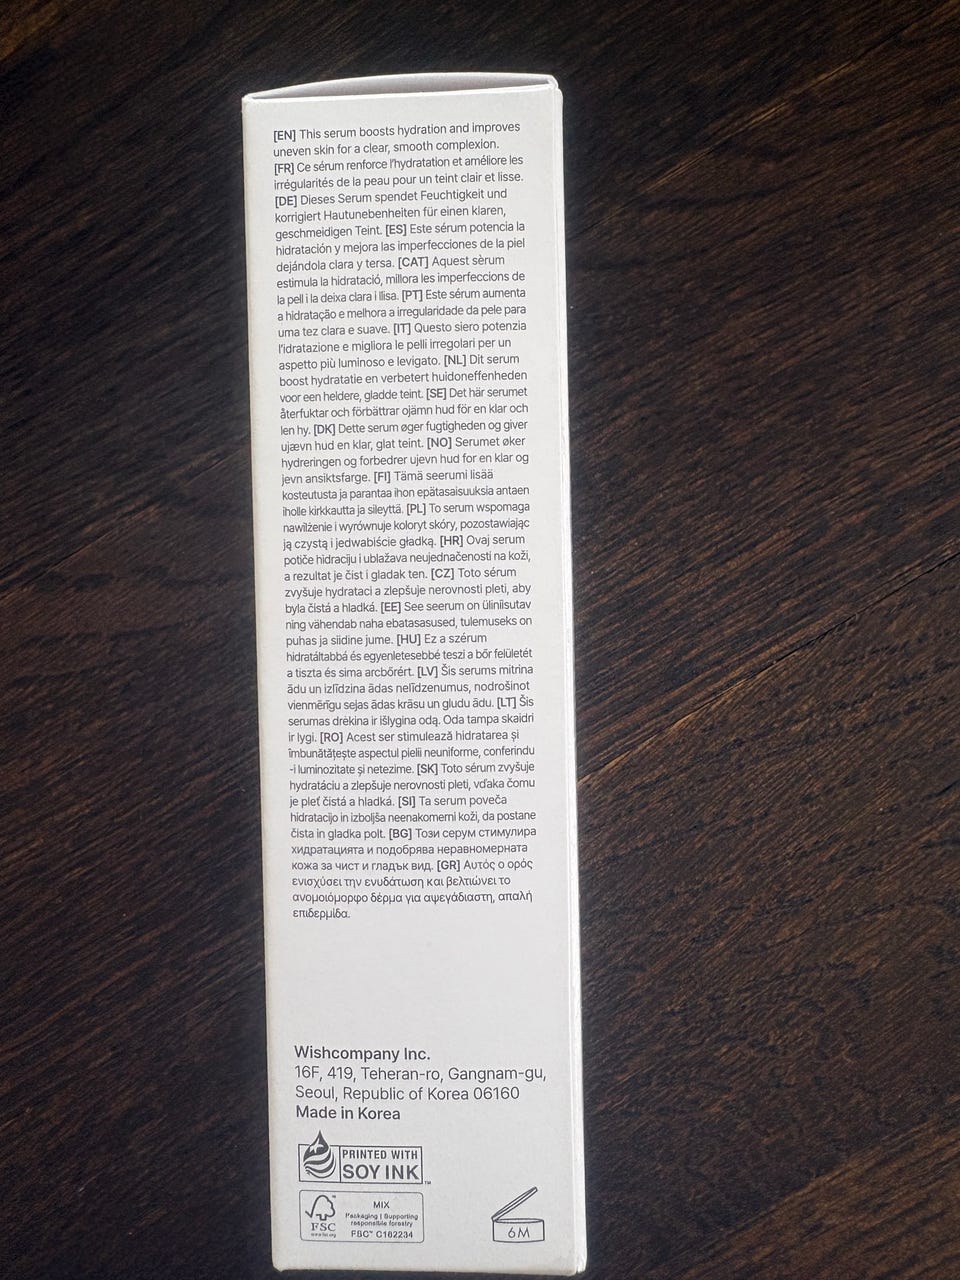 [EN] This serum boosts hydration and improves
uneven skin for a clear, smooth complexion.
[FR] Ce sérum renforce l'hydratation et améliore les
irrégularités de la peau pour un teint clair et lisse.
[DE] Dieses Serum spendet Feuchtigkeit und
korrigiert Hautunebenheiten für einen klaren,
geschmeidigen Teint. [ES] Este sérum potencia la
hidratación y mejora las imperfecciones de la piel
dejándola clara y tersa. [CAT] Aquest sèrum
estimula la hidratació, millora les imperfeccions de
la pell i la deixa clara i llisa. [PT] Este sérum aumenta
a hidratação e melhora a irregularidade da pele para
uma tez clara e suave. [IT] Questo siero potenzia
l'idratazione e migliora le pelli irregolari per un
aspetto più luminoso e levigato. [NL] Dit serum
boost hydratatie en verbetert huidoneffenheden
voor een heldere, gladde teint. [SE] Det här serumet
återfuktar och förbättrar ojämn hud för en klar och
len hy. [DK] Dette serum øger fugtigheden og giver
ujævn hud en klar, glat teint. [NO] Serumet øker
hydreringen og forbedrer ujevn hud for en klar og
jevn ansiktsfarge. [FI] Tämä seerumi lisää
kosteutusta ja parantaa ihon epätasaisuuksia antaen
iholle kirkkautta ja sileyttä. [PL] To serum wspomaga
nawilżenie i wyrównuje koloryt skóry, pozostawiając
ją czystą i jedwabiście gładką. [HR] Ovaj serum
potiče hidraciju i ublažava neujednačenosti na koži,
a rezultat je čist i gladak ten. [CZ] Toto sérum
zvyšuje hydrataci a zlepšuje nerovnosti pleti, aby
byla čistá a hladká. [EE] See seerum on üliniisutav
ning vähendab naha ebatasasused, tulemuseks on
puhas ja siidine jume. [HU] Ez a szérum
hidratáltabbá és egyenletesebbé teszi a bőr felületét
a tiszta és sima arcbőrért. [LV] Šis serums mitrina
ādu un izlīdzina ādas nelīdzenumus, nodrošinot
vienmērīgu sejas ādas krāsu un gludu ādu. [LT] Šis
serumas drėkina ir išlygina odą. Oda tampa skaidri
ir lygi. [RO] Acest ser stimulează hidratarea și
îmbunătățește aspectul pielii neuniforme, conferindu
-i luminozitate și netezime. [SK] Toto sérum zvyšuje
hydratáciu a zlepšuje nerovnosti pleti, vďaka čomu
je pleť čistá a hladká. [SI] Ta serum poveča
hidratacijo in izboljša neenakomerni koži, da postane
čista in gladka polt. [BG] Този серум стимулира
хидратацията и подобрява неравномерната
кожа за чист и гладък вид. [GR] Αυτός ο ορός
ενισχύσει την ενυδάτωση και βελτιώνει το
ανομοιόμορφο δέρμα για αψεγάδιαστη, απαλή
επιδερμίδα.
Wishcompany Inc.
16F, 419, Teheran-ro, Gangnam-gu,
Seoul, Republic of Korea 06160
Made in Korea
PRINTED WITH
SOY INK™
FSC
www.fsc.org
MIX
Packaging | Supporting
responsible forestry
FSC™ C182234
6M